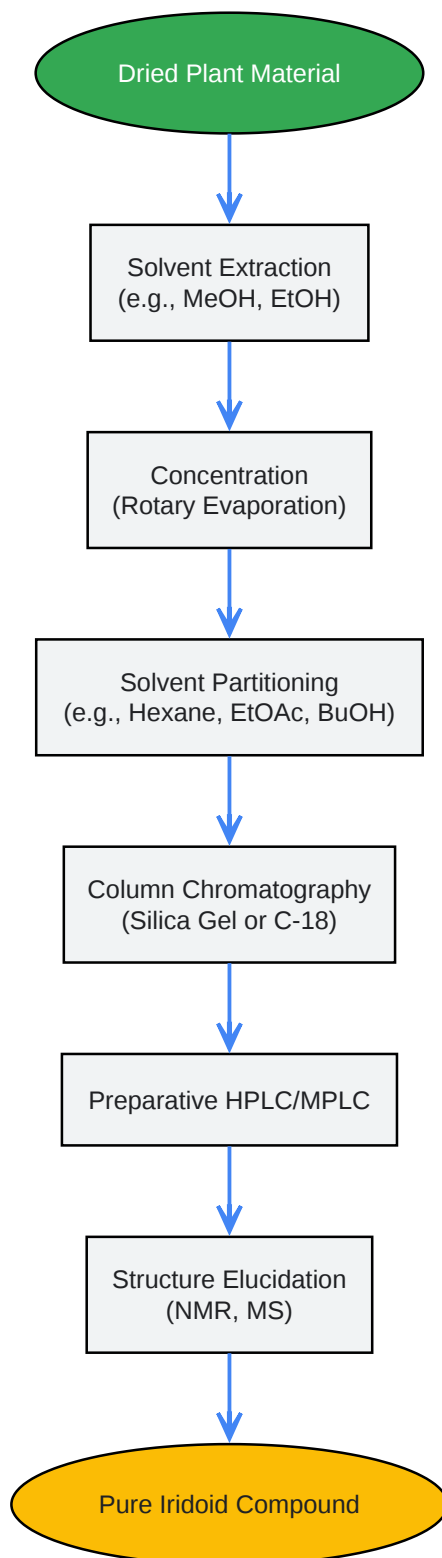 Dried Plant Material
Solvent Extraction
(e.g., MeOH, EtOH)
Concentration
(Rotary Evaporation)
Solvent Partitioning
(e.g., Hexane, EtOAc, BuOH)
Column Chromatography
(Silica Gel or C-18)
Preparative HPLC/MPLC
Structure Elucidation
(NMR, MS)
Pure Iridoid Compound